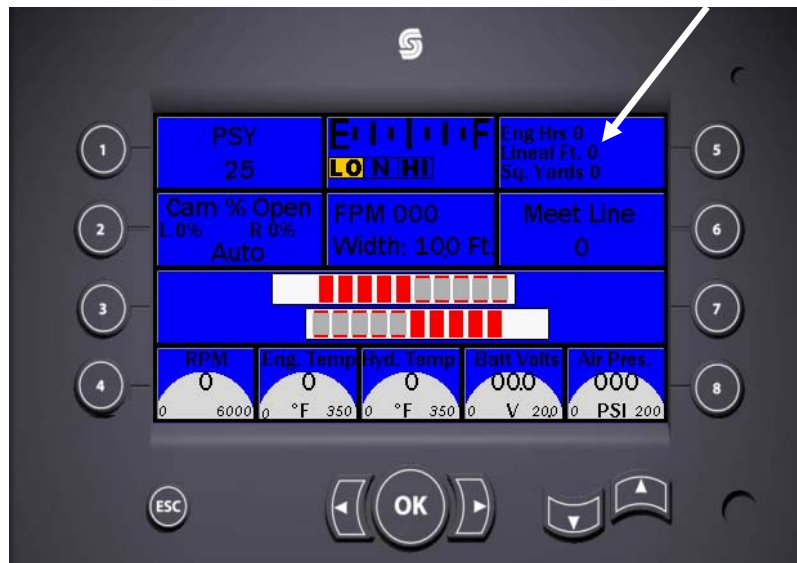 PSY
25
E F
LO N HI
Eng Hrs 0
Lineal Ft. 0
Sq. Yards 0
Cam % Open
L 0% R 0%
Auto
FPM 000
Width: 10.0 Ft.
Meet Line
0
RPM
0
0 6000
Eng. Temp
0
0 °F 350
Hyd. Temp
0
0 °F 350
Batt Volts
00.0
0 V 20.0
Air Pres.
000
0 PSI 200
1
2
3
4
5
6
7
8
ESC
OK